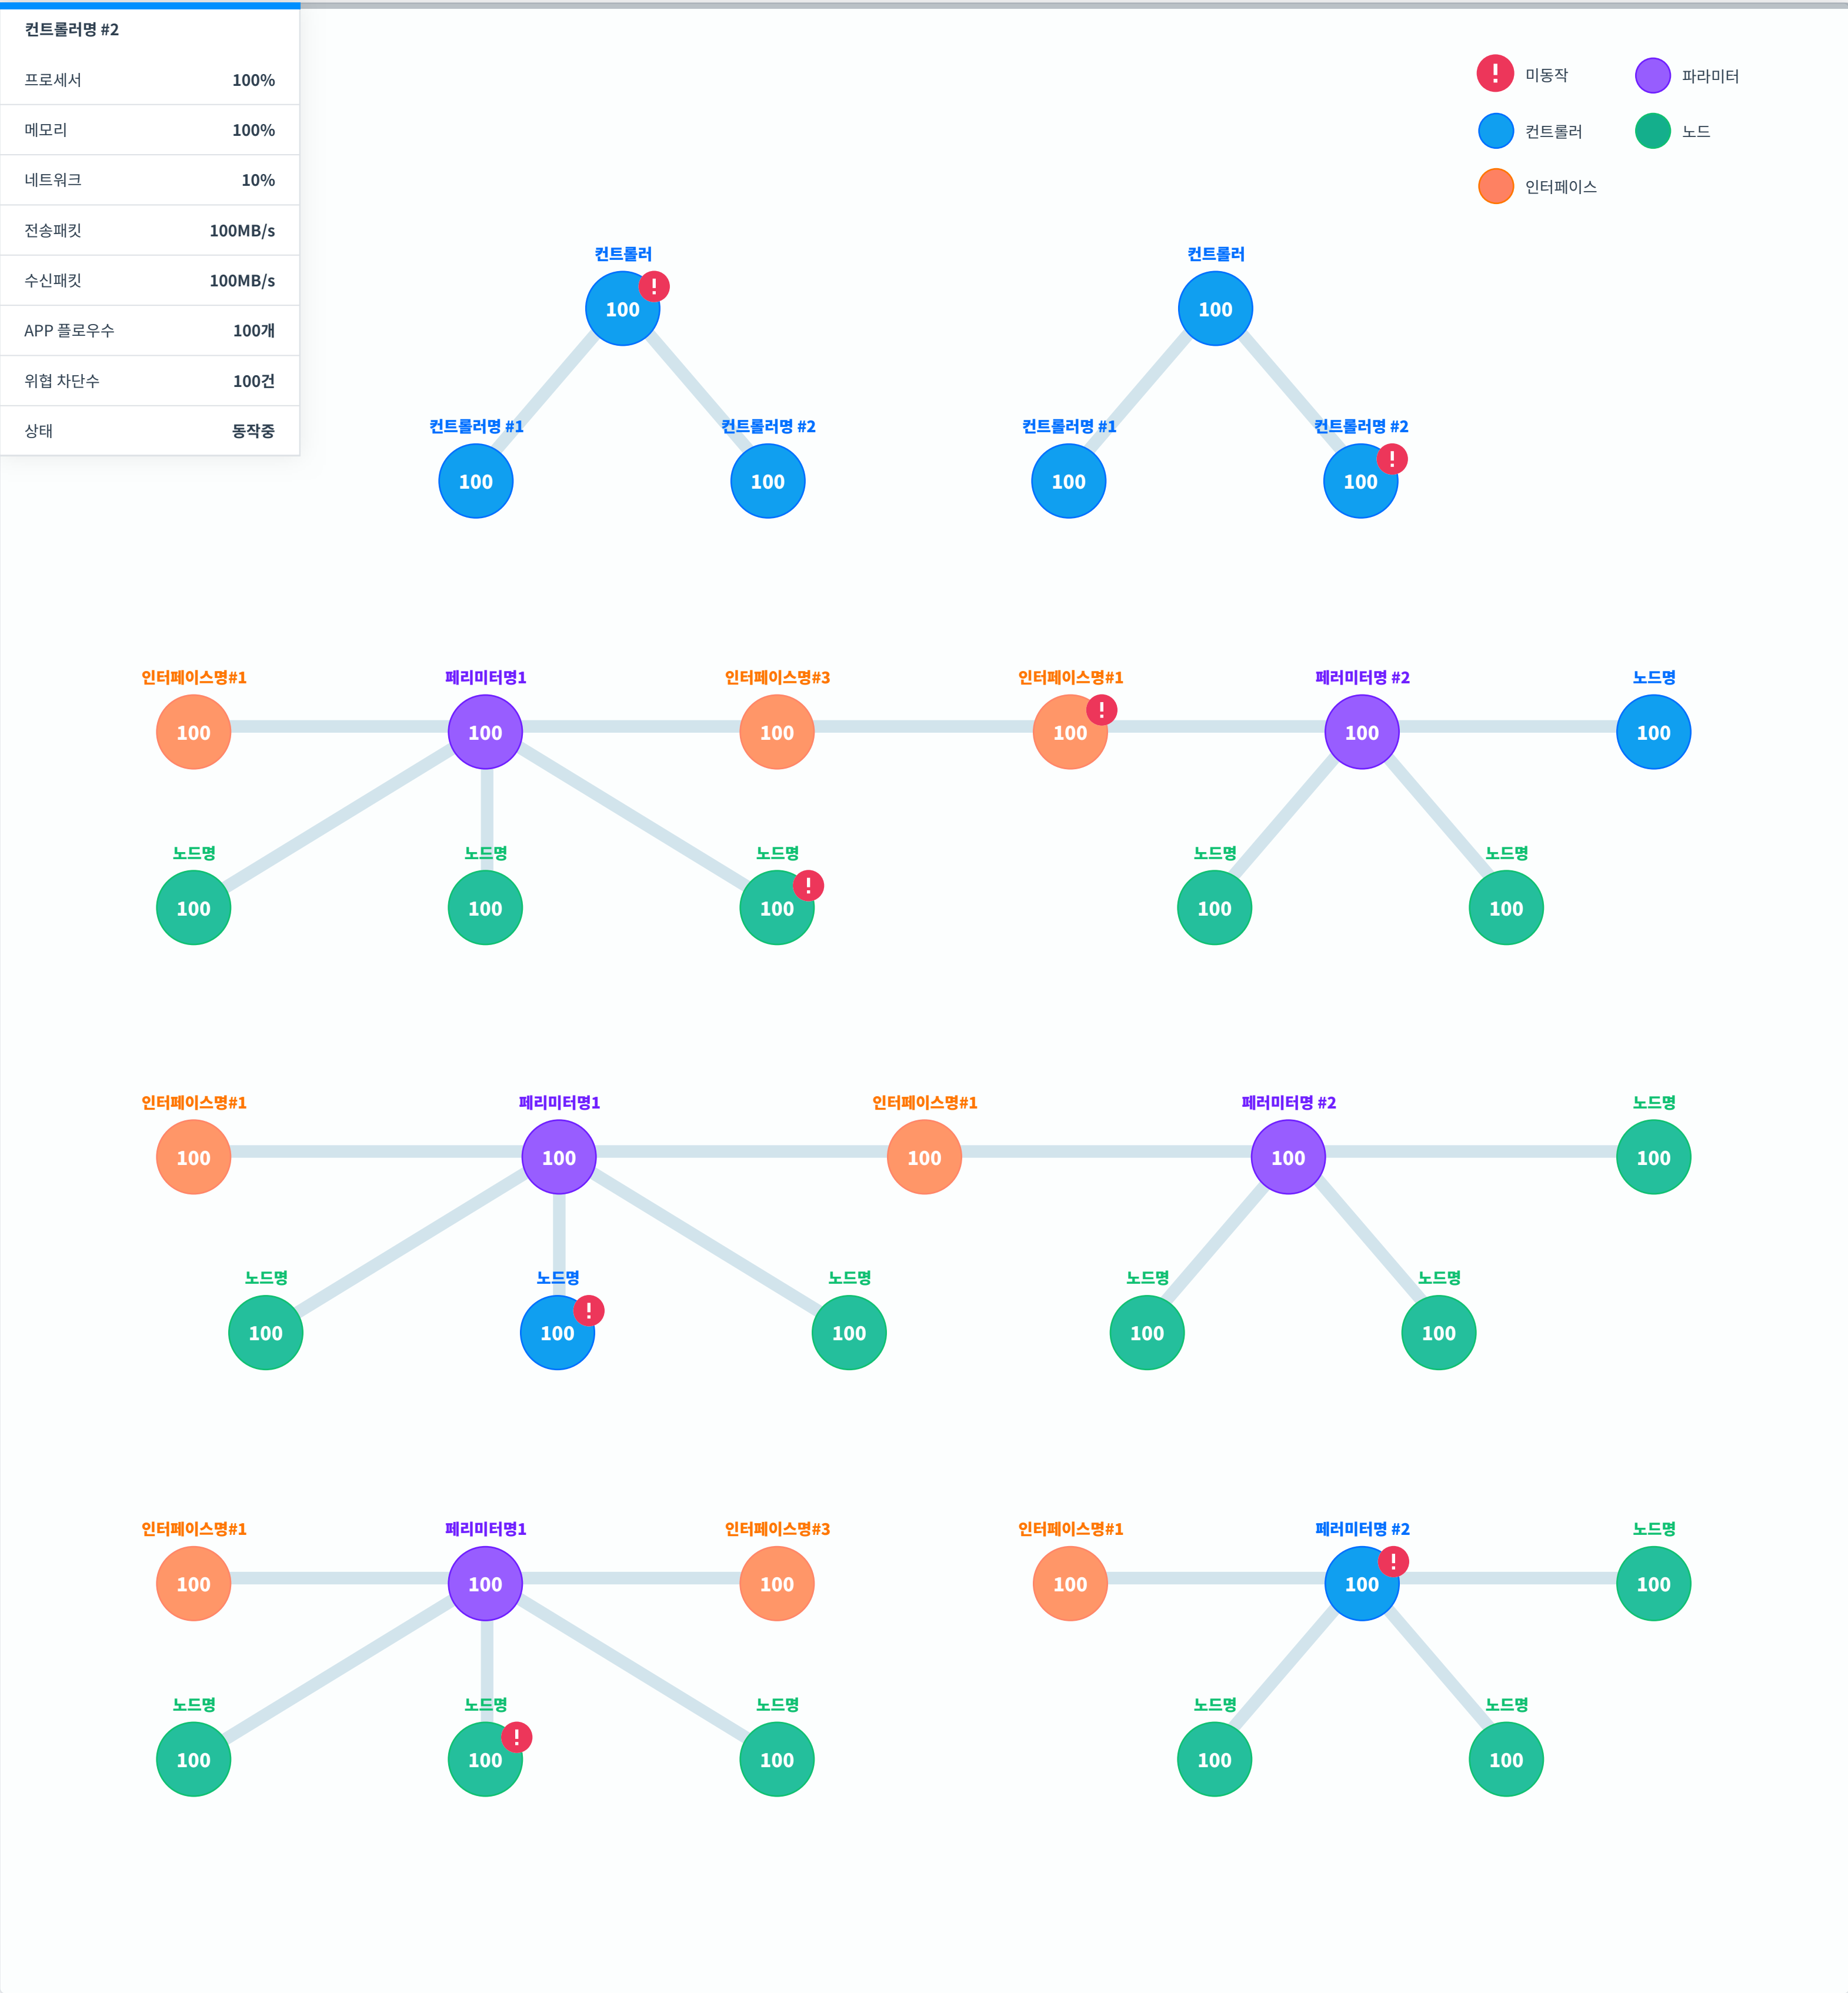 컨트롤러명 #2
프로세서 100%
메모리 100%
네트워크 10%
전송패킷 100MB/s
수신패킷 100MB/s
APP 플로우수 100개
위협 차단수 100건
상태 동작중
! 미동작 파라미터
컨트롤러 노드
인터페이스
컨트롤러 컨트롤러
100 ! 100
컨트롤러명 #1 컨트롤러명 #2 컨트롤러명 #1 컨트롤러명 #2
100 100 100 100 !
인터페이스명#1 페리미터명1 인터페이스명#3 인터페이스명#1 페러미터명 #2 노드명
100 100 100 100 ! 100 100
노드명 노드명 노드명 노드명 노드명
100 100 100 ! 100 100
인터페이스명#1 페리미터명1 인터페이스명#1 페러미터명 #2 노드명
100 100 100 100 100
노드명 노드명 노드명 노드명 노드명
100 100 ! 100 100 100
인터페이스명#1 페리미터명1 인터페이스명#3 인터페이스명#1 페러미터명 #2 노드명
100 100 100 100 100 ! 100
노드명 노드명 노드명 노드명 노드명
100 100 ! 100 100 100